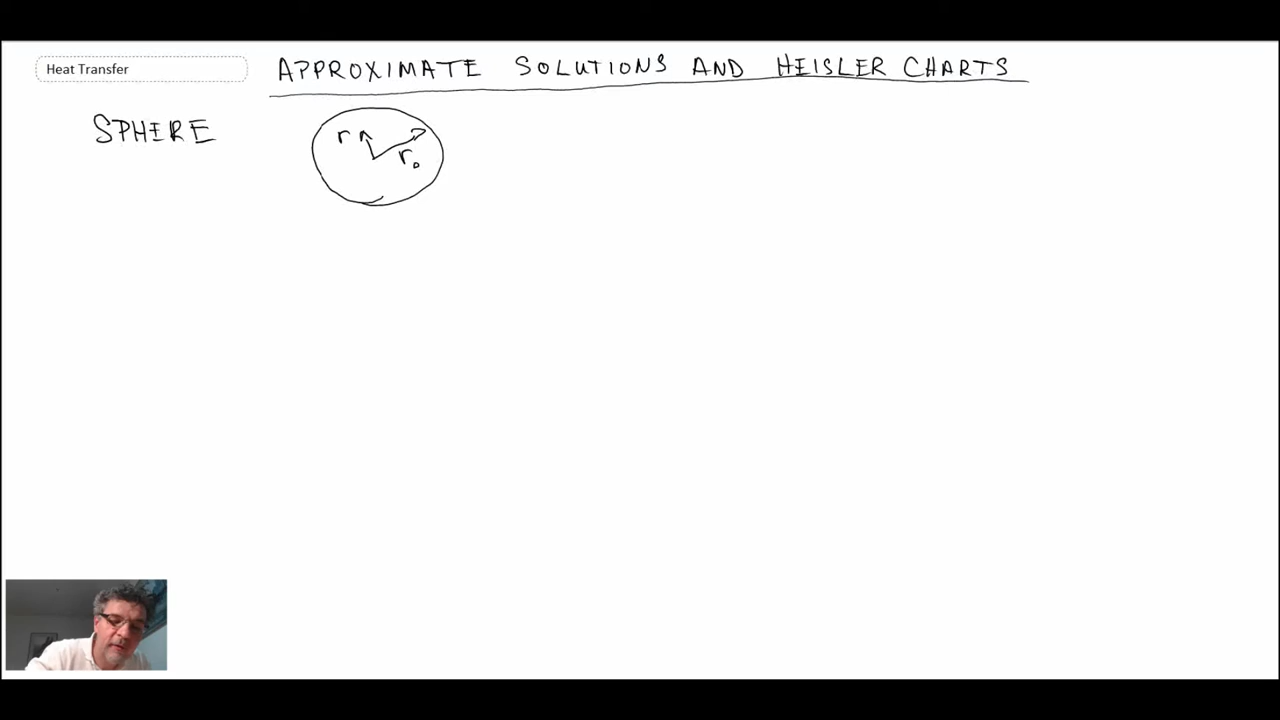 Heat Transfer
APPROXIMATE SOLUTIONS AND HEISLER CHARTS
SPHERE
r
r₀